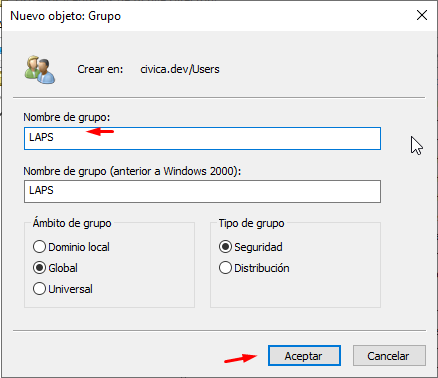 Nuevo objeto: Grupo
Crear en: civica.dev/Users
Nombre de grupo:
LAPS
Nombre de grupo (anterior a Windows 2000):
LAPS
Ámbito de grupo
Dominio local
Global
Universal
Tipo de grupo
Seguridad
Distribución
Aceptar
Cancelar